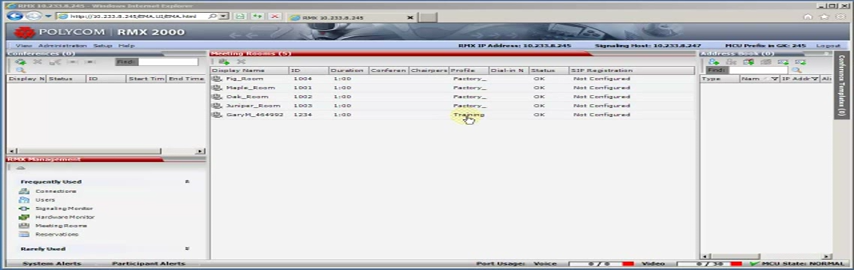 RMX 10.233.8.245 - Windows Internet Explorer
http://10.233.8.245/EMA.UI/EMA.html
RMX 10.233.8.245
POLYCOM | RMX 2000
View Administration Setup Help RMX IP Address: 10.233.8.245 Signaling Host: 10.233.8.247 MCU Prefix in GK: 245 Logout
Conferences (0)
Find:
Display N Status ID Start Tim End Time
Meeting Rooms (5)
Display Name ID Duration Conferen Chairpers Profile Dial-in N Status SIP Registration
Fig_Room 1004 1:00 Factory_ OK Not Configured
Maple_Room 1001 1:00 Factory_ OK Not Configured
Oak_Room 1002 1:00 Factory_ OK Not Configured
Juniper_Room 1003 1:00 Factory_ OK Not Configured
GaryM_464992 1234 1:00 Training OK Not Configured
Address Book
Find:
Type Nam IP Addr Ali
Conference Templates (0)
RMX Management
Frequently Used
Connections
Users
Signaling Monitor
Hardware Monitor
Meeting Rooms
Reservations
Rarely Used
System Alerts Participant Alerts Port Usage: Voice 0 / 0 Video MCU State: NORMAL